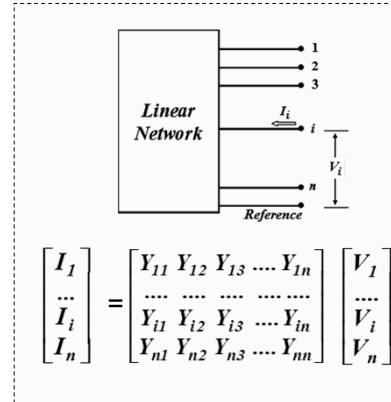 1
2
3
Linear
Network
I_i
i
V_i
n
Reference
[I_1 ... I_i I_n] = [Y_11 Y_12 Y_13 .... Y_1n
.... .... .... .... ....
Y_i1 Y_i2 Y_i3 .... Y_in
Y_n1 Y_n2 Y_n3 .... Y_nn] [V_1 .... V_i V_n]